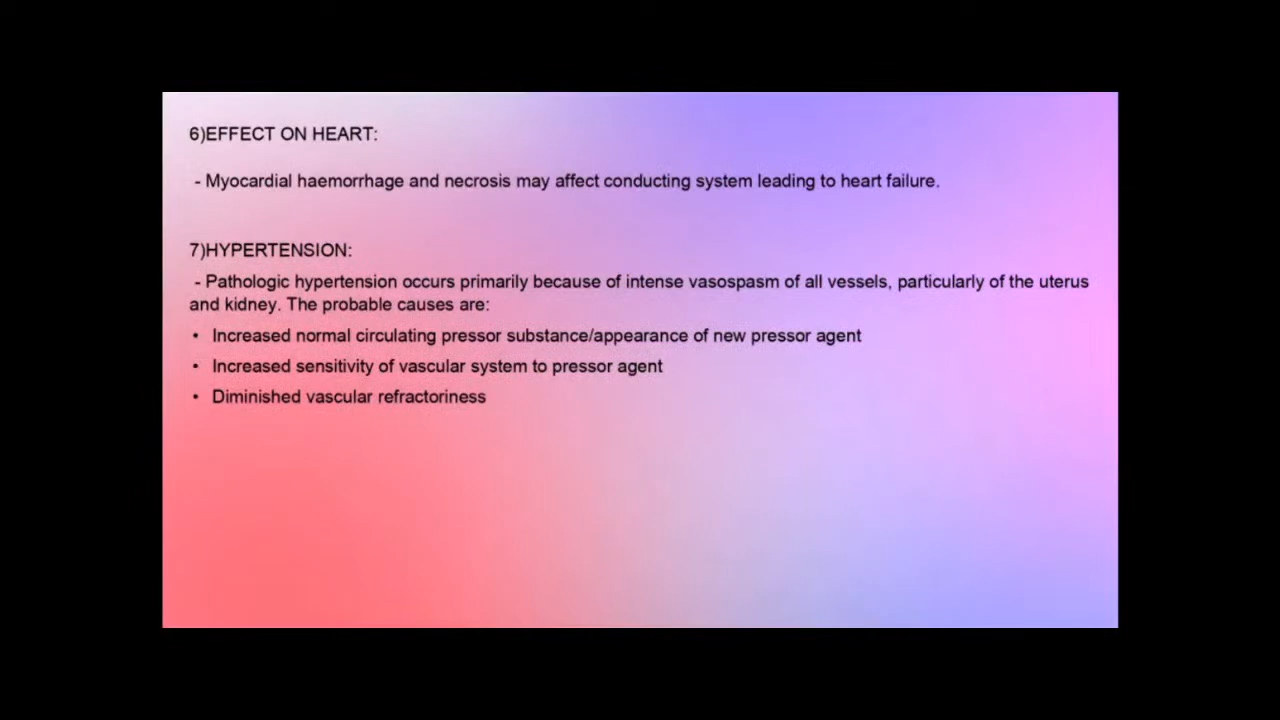 6)EFFECT ON HEART:
- Myocardial haemorrhage and necrosis may affect conducting system leading to heart failure.
7)HYPERTENSION:
- Pathologic hypertension occurs primarily because of intense vasospasm of all vessels, particularly of the uterus
and kidney. The probable causes are:
• Increased normal circulating pressor substance/appearance of new pressor agent
• Increased sensitivity of vascular system to pressor agent
• Diminished vascular refractoriness